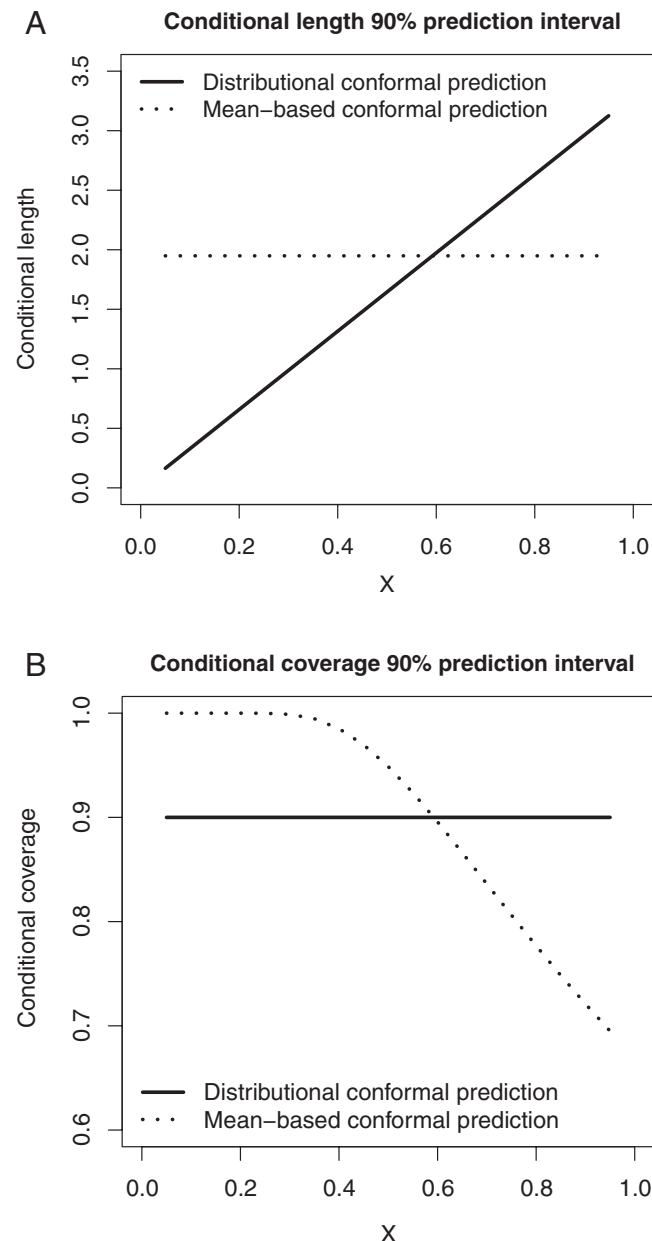 A
Conditional length 90% prediction interval
Distributional conformal prediction
Mean−based conformal prediction
3.5
3.0
2.5
2.0
1.5
1.0
0.5
0.0
Conditional length
0.0 0.2 0.4 0.6 0.8 1.0
X
B
Conditional coverage 90% prediction interval
1.0
0.9
0.8
0.7
0.6
Conditional coverage
Distributional conformal prediction
Mean−based conformal prediction
0.0 0.2 0.4 0.6 0.8 1.0
X